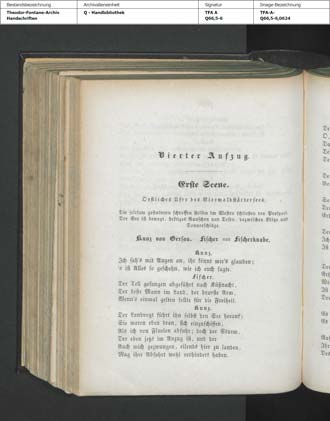 Bestandsbezeichnung
Archivalieneinheit
Signatur
Image-Bezeichnung
Theodor-Fontane-Archiv
Handschriften
Q - Handbibliothek
TFA A
Q66,5-6
TFA-A-
Q66,5-6,0624
Vierter Aufzug.
Erste Scene.
Oestliches Ufer des Vierwaldstättersees.
Die seltsam gestalteten schroffen Felsen im Westen schließen den Prospect.
Der See ist bewegt, heftiges Rauschen und Tosen, dazwischen Blitze und
Donnerschläge.
Kunz von Gersau. Fischer und Fischerknabe.
Kunz.
Ich sah's mit Augen an, ihr könnt mir's glauben;
's ist Alles so geschehn, wie ich euch sagte.
Fischer.
Der Tell gefangen abgeführt nach Küßnacht,
Der beste Mann im Land, der bravste Arm,
Wenn's einmal gelten sollte für die Freiheit.
Kunz.
Der Landvogt führt ihn selbst den See herauf;
Sie waren eben dran, sich einzuschiffen,
Als ich von Flüelen abfuhr; doch der Sturm,
Der eben jetzt im Anzug ist, und der
Auch mich gezwungen, eilends hier zu landen,
Mag ihre Abfahrt wohl verhindert haben.